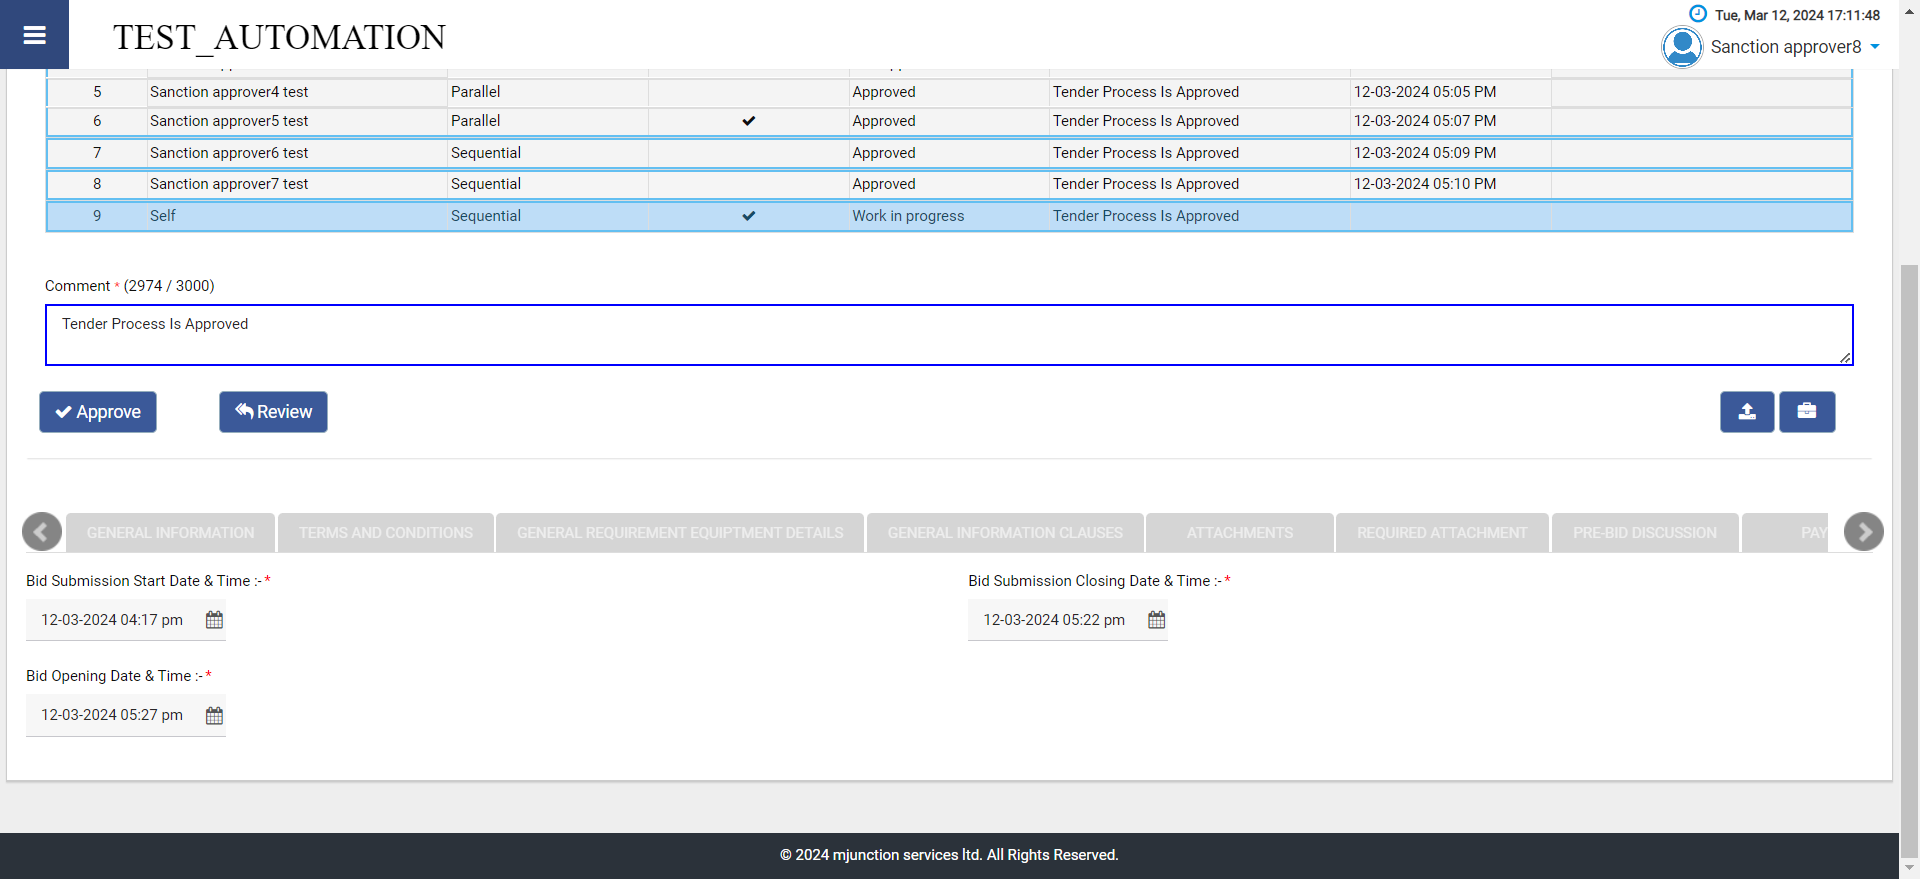 Tue, Mar 12, 2024 17:11:48
TEST_AUTOMATION
Sanction approver8
5 Sanction approver4 test Parallel Approved Tender Process Is Approved 12-03-2024 05:05 PM
6 Sanction approver5 test Parallel Approved Tender Process Is Approved 12-03-2024 05:07 PM
7 Sanction approver6 test Sequential Approved Tender Process Is Approved 12-03-2024 05:09 PM
8 Sanction approver7 test Sequential Approved Tender Process Is Approved 12-03-2024 05:10 PM
9 Self Sequential Work in progress Tender Process Is Approved
Comment * (2974 / 3000)
Tender Process Is Approved
Approve Review
GENERAL INFORMATION TERMS AND CONDITIONS GENERAL REQUIREMENT EQUIPTMENT DETAILS GENERAL INFORMATION CLAUSES ATTACHMENTS REQUIRED ATTACHMENT PRE-BID DISCUSSION PAY
Bid Submission Start Date & Time :- * Bid Submission Closing Date & Time :- *
12-03-2024 04:17 pm 12-03-2024 05:22 pm
Bid Opening Date & Time :- *
12-03-2024 05:27 pm
© 2024 mjunction services ltd. All Rights Reserved.